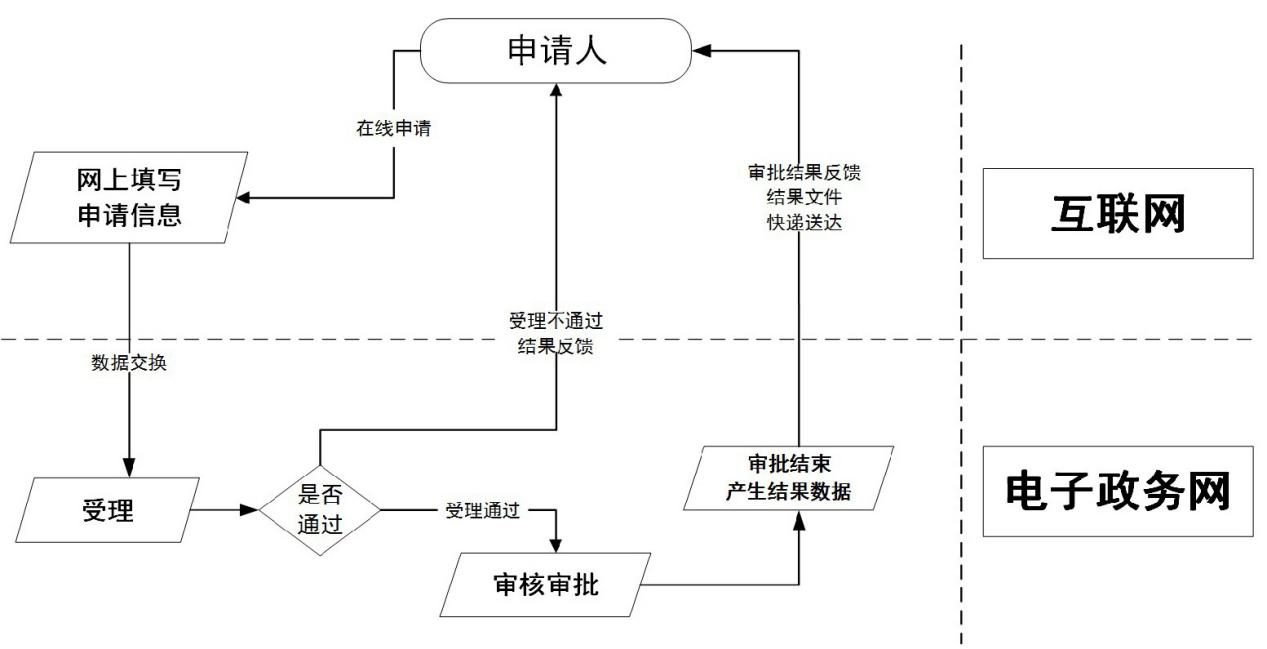 申请人
在线申请
网上填写
申请信息
审批结果反馈
结果文件
快递送达
互联网
受理不通过
结果反馈
数据交换
受理
是否
通过
受理通过
审核审批
审批结束
产生结果数据
电子政务网